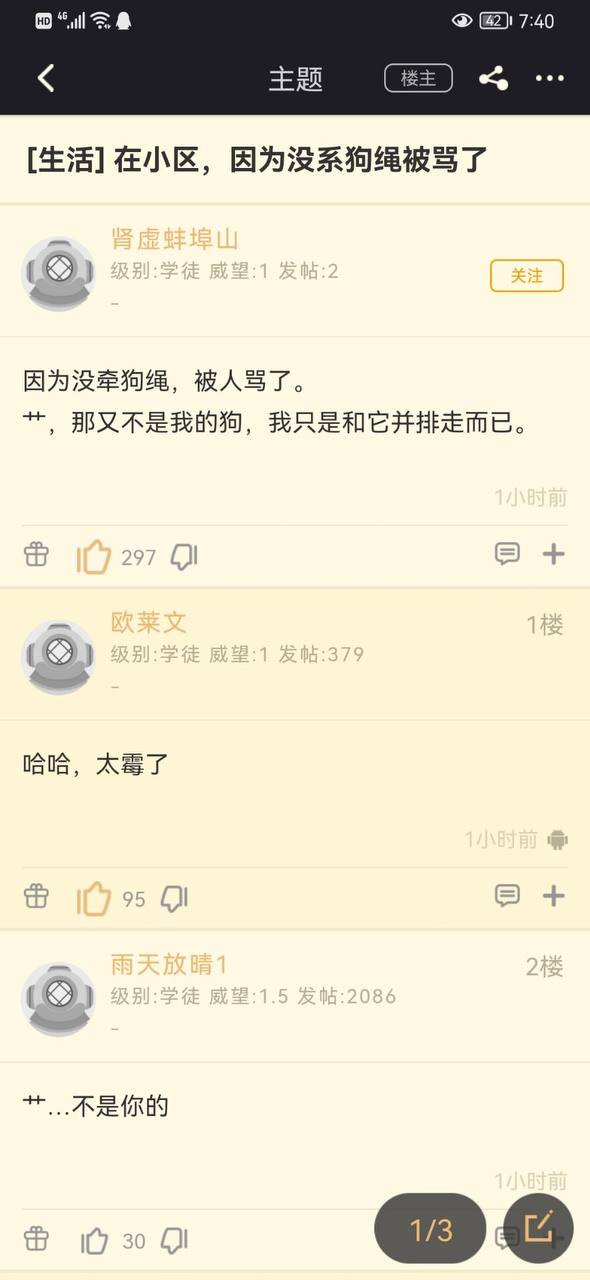 HD 4G 42 7:40
主题 楼主
[生活] 在小区，因为没系狗绳被骂了
肾虚蚌埠山
级别:学徒 威望:1 发帖:2
-
关注
因为没牵狗绳，被人骂了。
艹，那又不是我的狗，我只是和它并排走而已。
1小时前
297
欧莱文
1楼
级别:学徒 威望:1 发帖:379
-
哈哈，太霉了
1小时前
95
雨天放晴1
2楼
级别:学徒 威望:1.5 发帖:2086
-
艹...不是你的
1小时前
30
1/3